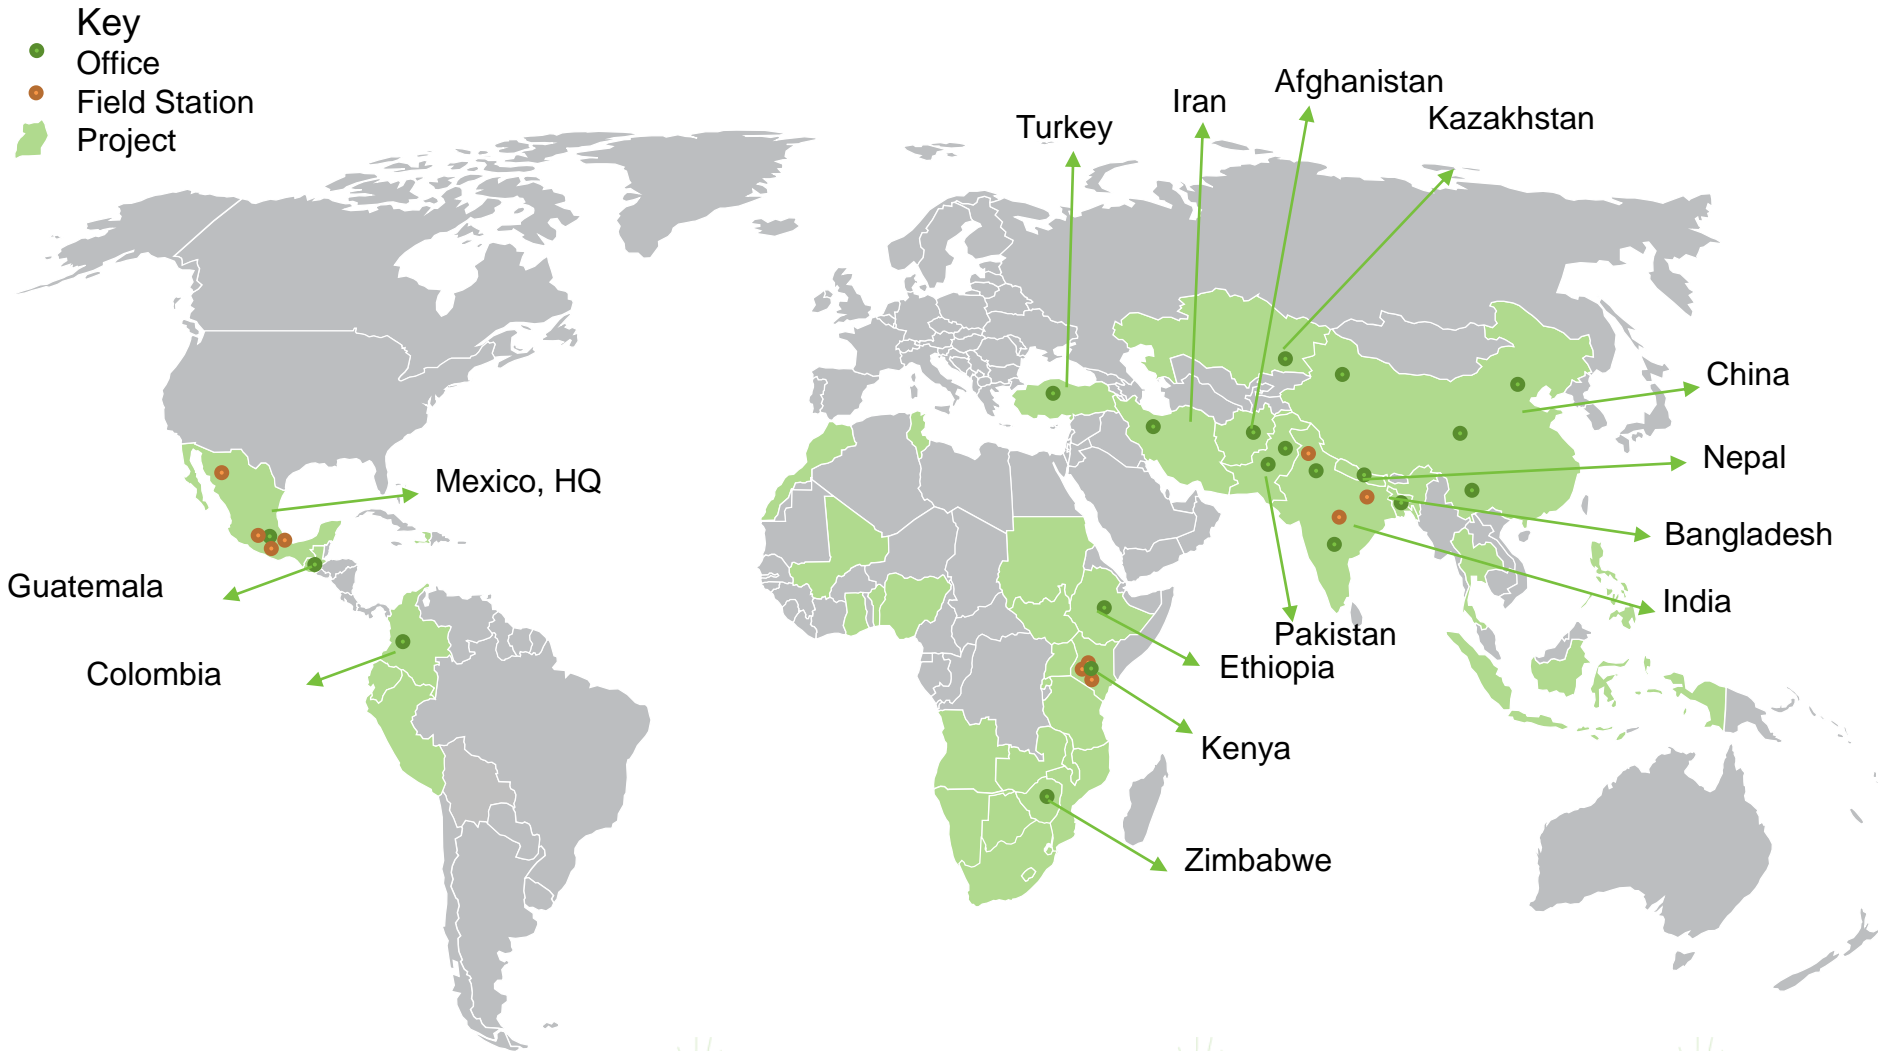 Key
Office
Field Station
Project
Afghanistan
Iran
Kazakhstan
Turkey
China
Nepal
Mexico, HQ
Bangladesh
Guatemala
India
Pakistan
Ethiopia
Colombia
Kenya
Zimbabwe